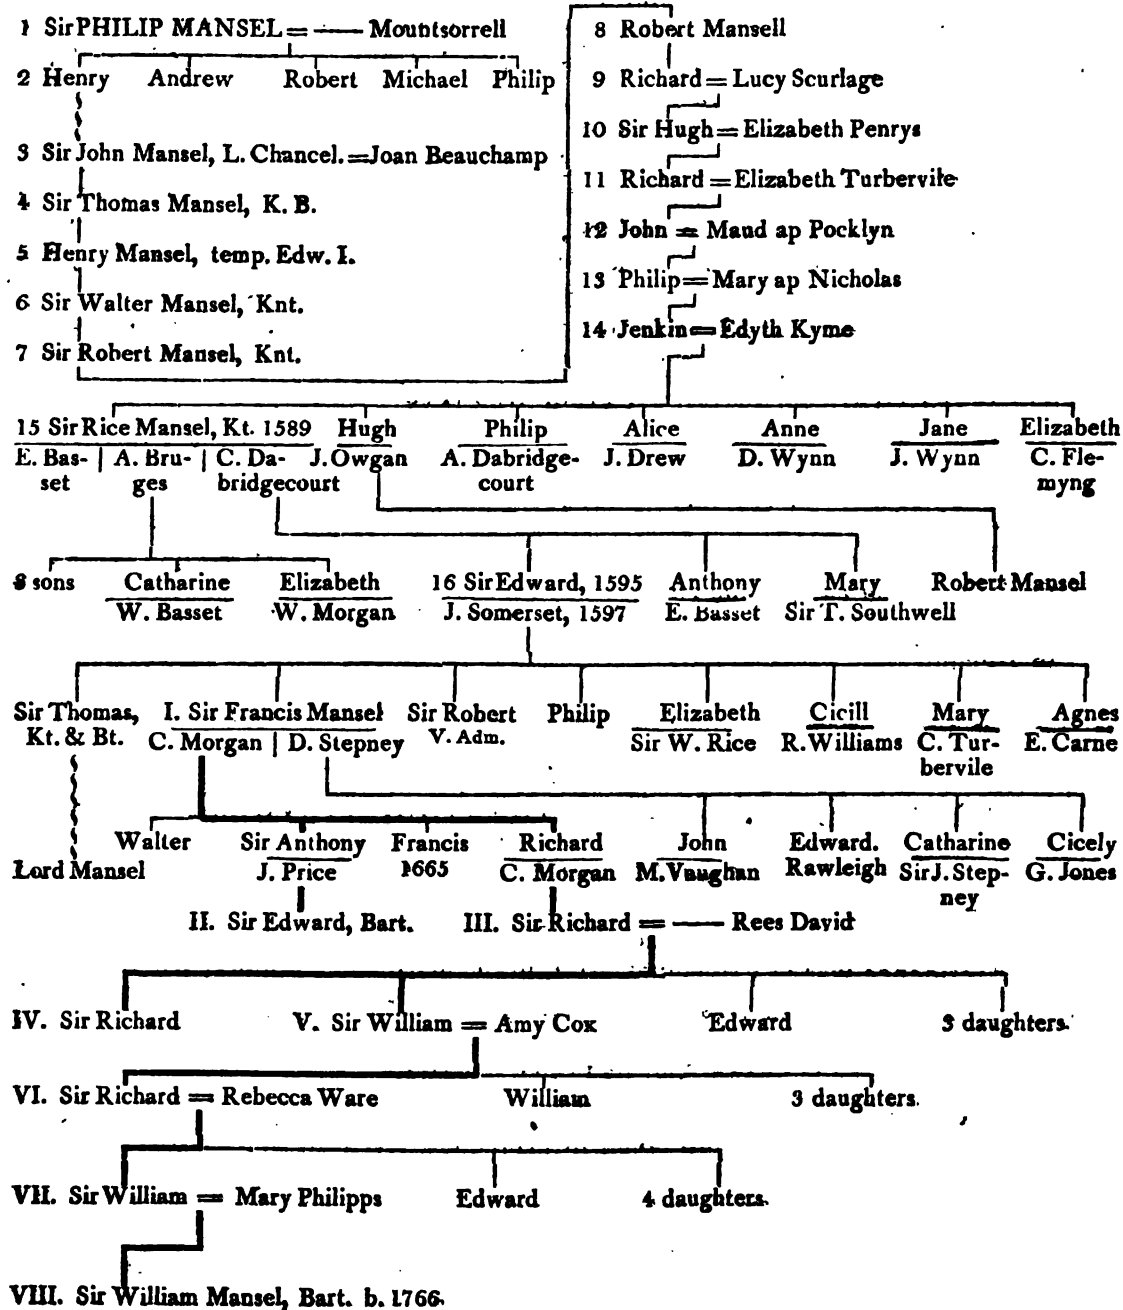 1 Sir PHILIP MANSEL = —— Mountsorrell
2 Henry Andrew Robert Michael Philip
3 Sir John Mansel, L. Chancel. = Joan Beauchamp
4 Sir Thomas Mansel, K. B.
5 Henry Mansel, temp. Edw. I.
6 Sir Walter Mansel, Knt.
7 Sir Robert Mansel, Knt.
8 Robert Mansell
9 Richard = Lucy Scurlage
10 Sir Hugh = Elizabeth Penrys
11 Richard = Elizabeth Turbervile
12 John = Maud ap Pocklyn
13 Philip = Mary ap Nicholas
14 Jenkin = Edyth Kyme
15 Sir Rice Mansel, Kt. 1589 Hugh Philip Alice Anne Jane Elizabeth
E. Bas- | A. Bru- | C. Da- J. Owgan A. Dabridge- J. Drew D. Wynn J. Wynn C. Fle-
set ges bridgecourt court myng
3 sons Catharine Elizabeth 16 Sir Edward, 1595 Anthony Mary Robert Mansel
W. Basset W. Morgan J. Somerset, 1597 E. Basset Sir T. Southwell
Sir Thomas, I. Sir Francis Mansel Sir Robert Philip Elizabeth Cicill Mary Agnes
Kt. & Bt. C. Morgan | D. Stepney V. Adm. Sir W. Rice R. Williams C. Tur- E. Carne
bervile
Walter Sir Anthony Francis Richard John Edward. Catharine Cicely
Lord Mansel J. Price 1665 C. Morgan M. Vaughan Rawleigh Sir J. Step- G. Jones
ney
II. Sir Edward, Bart. III. Sir Richard = —— Rees David
IV. Sir Richard V. Sir William = Amy Cox Edward 3 daughters.
VI. Sir Richard = Rebecca Ware William 3 daughters.
VII. Sir William = Mary Philipps Edward 4 daughters.
VIII. Sir William Mansel, Bart. b. 1766.